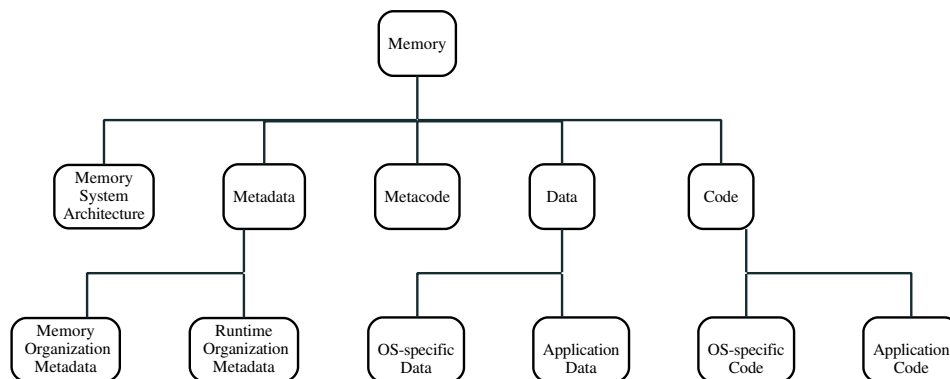 Memory
Memory
System
Architecture
Metadata
Metacode
Data
Code
Memory
Organization
Metadata
Runtime
Organization
Metadata
OS-specific
Data
Application
Data
OS-specific
Code
Application
Code